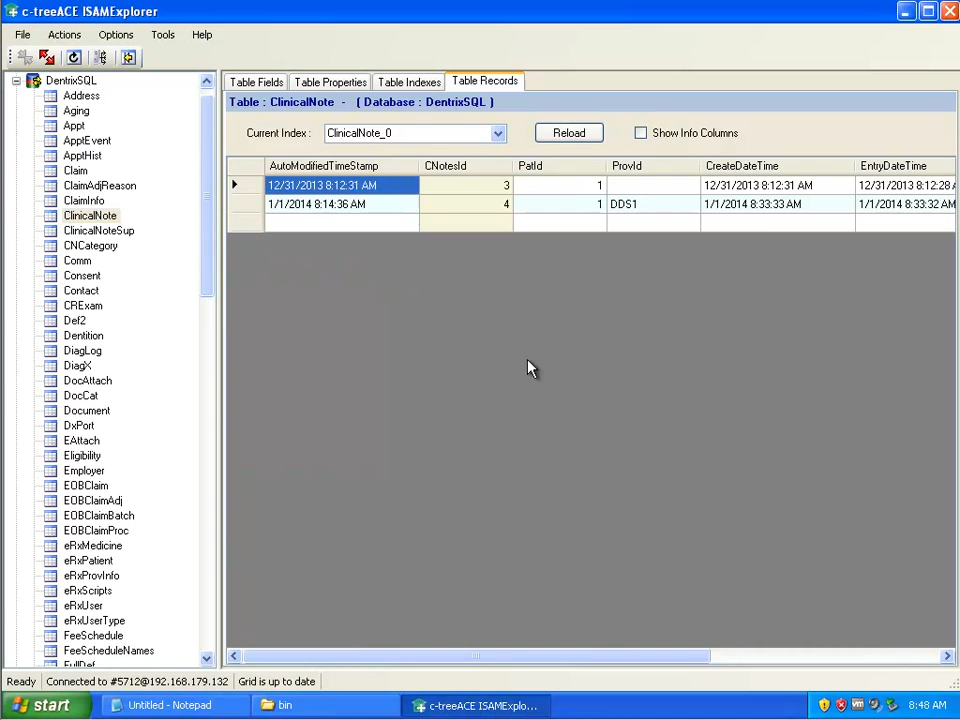 c-treeACE ISAMExplorer
File Actions Options Tools Help
DentrixSQL
Address
Aging
Appt
ApptEvent
ApptHist
Claim
ClaimAdjReason
ClaimInfo
ClinicalNote
ClinicalNoteSup
CNCategory
Comm
Consent
Contact
CRExam
Def2
Dentition
DiagLog
DiagX
DocAttach
DocCat
Document
DxPort
EAttach
Eligibility
Employer
EOBClaim
EOBClaimAdj
EOBClaimBatch
EOBClaimProc
eRxMedicine
eRxPatient
eRxProvInfo
eRxScripts
eRxUser
eRxUserType
FeeSchedule
FeeScheduleNames
FullDef
Table Fields Table Properties Table Indexes Table Records
Table : ClinicalNote - ( Database : DentrixSQL )
Current Index : ClinicalNote_0 Reload Show Info Columns
AutoModifiedTimeStamp CNotesId PatId ProvId CreateDateTime EntryDateTime
12/31/2013 8:12:31 AM 3 1 12/31/2013 8:12:31 AM 12/31/2013 8:12:28
1/1/2014 8:14:36 AM 4 1 DDS1 1/1/2014 8:33:33 AM 1/1/2014 8:33:32 AM
Ready Connected to #5712@192.168.179.132 Grid is up to date
start Untitled - Notepad bin c-treeACE ISAMExplo... 8:48 AM